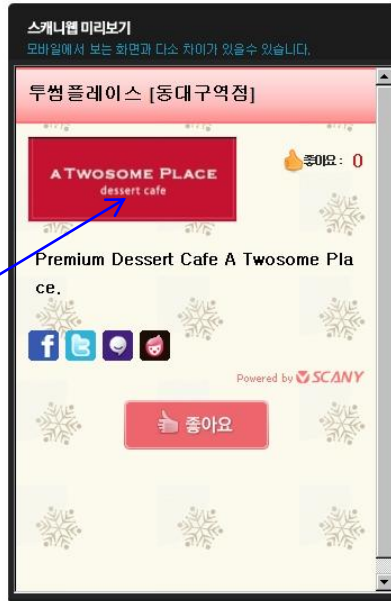 스캐니웹 미리보기
모바일에서 보는 화면과 다소 차이가 있을수 있습니다.
투썸플레이스 [동대구역점]
A TWOSOME PLACE
dessert cafe
좋아요: 0
Premium Dessert Cafe A Twosome Pla
ce.
Powered by SCANY
좋아요